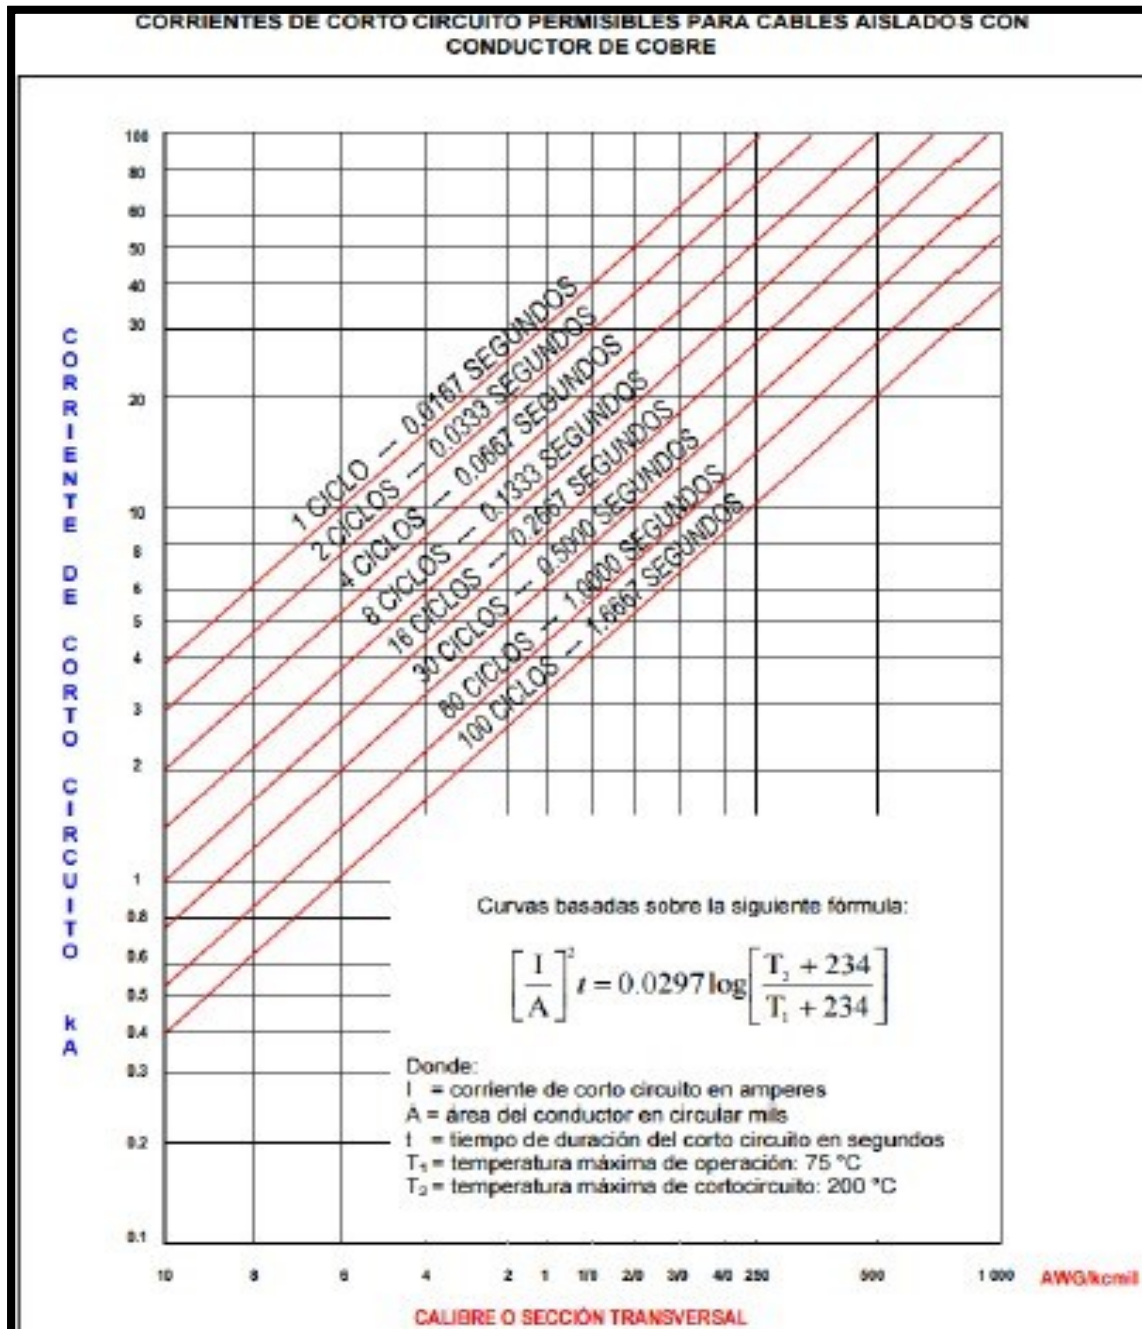 CORRIENTES DE CORTO CIRCUITO PERMISIBLES PARA CABLES AISLADOS CON
CONDUCTOR DE COBRE
100
80
60
50
40
30
20
10
8
6
5
4
3
2
1
0.8
0.6
0.5
0.4
0.3
0.2
0.1
CORRIENTE DE CORTO CIRCUITO kA
1 CICLO --- 0.0167 SEGUNDOS
2 CICLOS --- 0.0333 SEGUNDOS
4 CICLOS --- 0.0667 SEGUNDOS
8 CICLOS --- 0.1333 SEGUNDOS
16 CICLOS --- 0.2667 SEGUNDOS
30 CICLOS --- 0.5000 SEGUNDOS
60 CICLOS --- 1.0000 SEGUNDOS
100 CICLOS --- 1.6667 SEGUNDOS
Curvas basadas sobre la siguiente fórmula:
[I/A]² t = 0.0297 log [T₂ + 234 / T₁ + 234]
Donde:
I = corriente de corto circuito en amperes
A = área del conductor en circular mils
t = tiempo de duración del corto circuito en segundos
T₁ = temperatura máxima de operación: 75 °C
T₂ = temperatura máxima de cortocircuito: 200 °C
10 8 6 4 2 1 1/0 2/0 3/0 4/0 250 500 1 000 AWG/kcmil
CALIBRE O SECCIÓN TRANSVERSAL